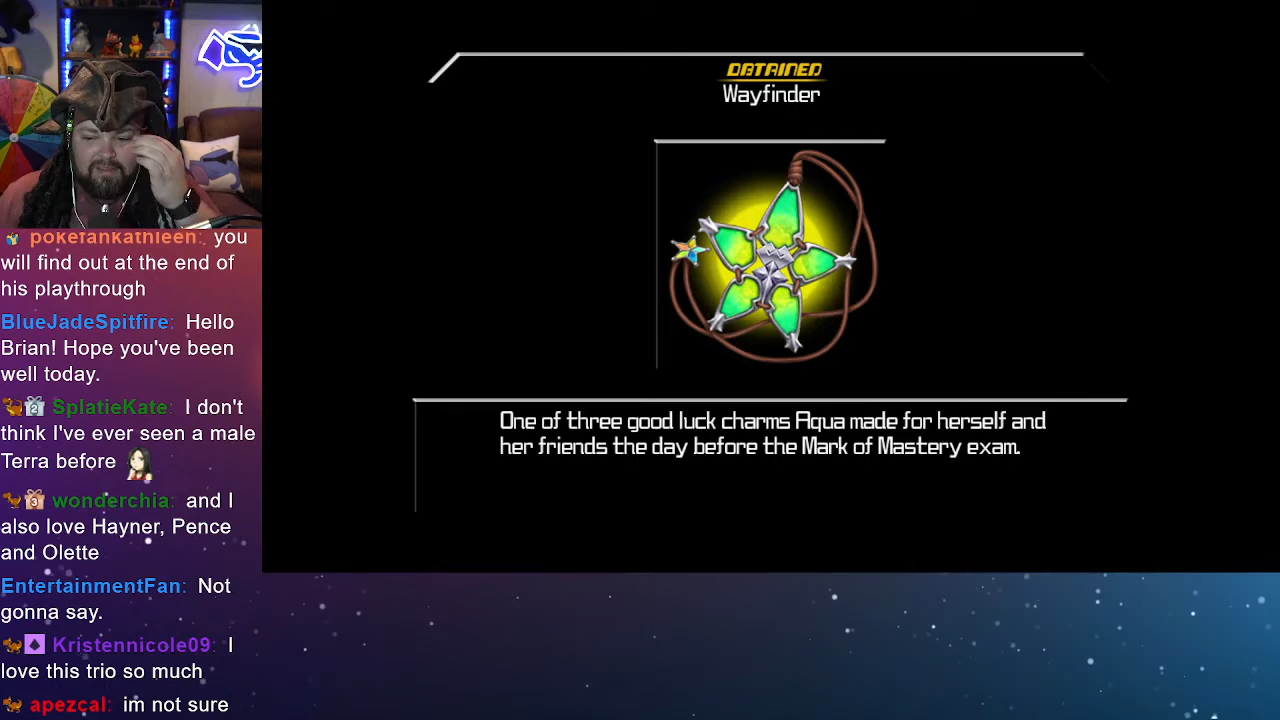 OBTAINED
Wayfinder
One of three good luck charms Aqua made for herself and
her friends the day before the Mark of Mastery exam.
pokefankathleen: you
will find out at the end of
his playthrough
BlueJadeSpitfire: Hello
Brian! Hope you've been
well today.
2 SplatieKate: I don't
think I've ever seen a male
Terra before
3 wonderchia: and I
also love Hayner, Pence
and Olette
EntertainmentFan: Not
gonna say.
Kristennicole09: I
love this trio so much
apezcal: im not sure